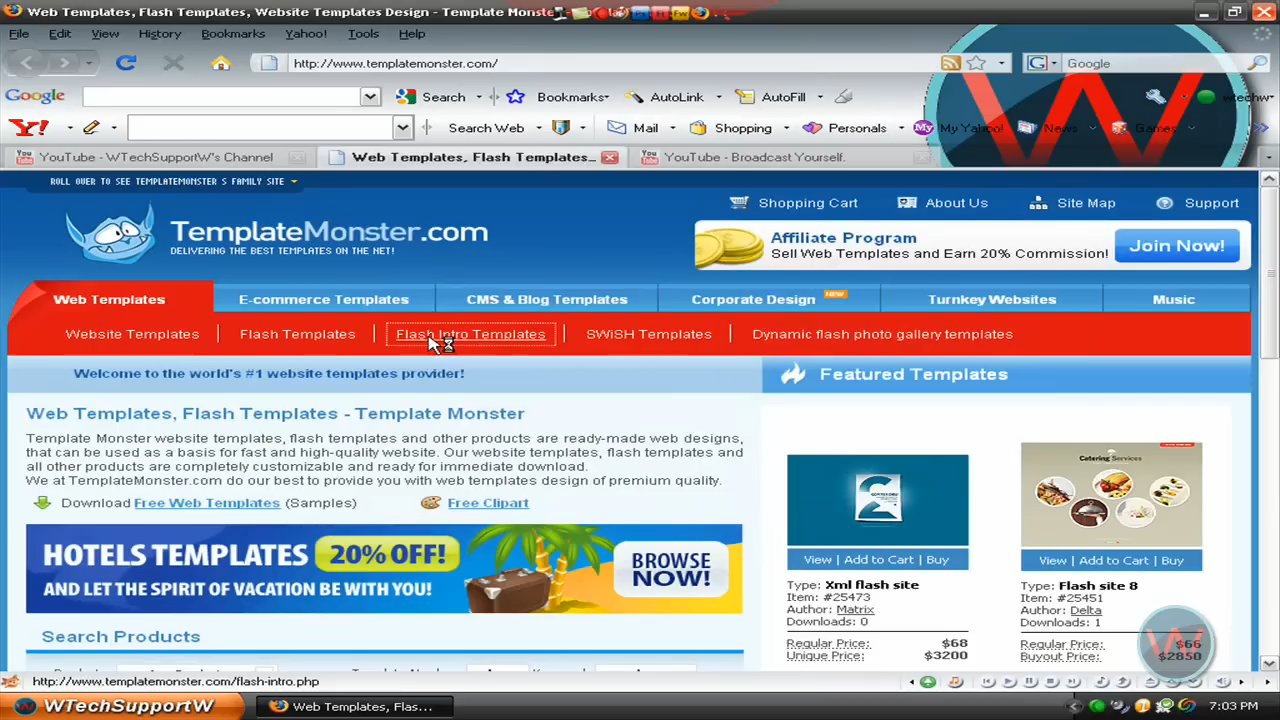 Web Templates, Flash Templates, Website Templates Design - Template Monster
File Edit View History Bookmarks Yahoo! Tools Help
http://www.templatemonster.com/
Google
Google Search Bookmarks AutoLink AutoFill wtechw
Y! Search Web Mail Shopping Personals My Yahoo! News Games
YouTube - WTechSupportW's Channel
Web Templates, Flash Templates...
YouTube - Broadcast Yourself.
ROLL OVER TO SEE TEMPLATEMONSTER'S FAMILY SITE
Shopping Cart About Us Site Map Support
TemplateMonster.com
DELIVERING THE BEST TEMPLATES ON THE NET!
Affiliate Program
Sell Web Templates and Earn 20% Commission!
Join Now!
Web Templates E-commerce Templates CMS & Blog Templates Corporate Design NEW Turnkey Websites Music
Website Templates Flash Templates Flash Intro Templates SWiSH Templates Dynamic flash photo gallery templates
Welcome to the world's #1 website templates provider!
Featured Templates
Web Templates, Flash Templates - Template Monster
Template Monster website templates, flash templates and other products are ready-made web designs,
that can be used as a basis for fast and high-quality website. Our website templates, flash templates and
all other products are completely customizable and ready for immediate download.
We at TemplateMonster.com do our best to provide you with web templates design of premium quality.
Download Free Web Templates (Samples) Free Clipart
HOTELS TEMPLATES 20% OFF!
AND LET THE SPIRIT OF VACATION BE WITH YOU!
BROWSE
NOW!
Search Products
Catering Services
View | Add to Cart | Buy
Type: Xml flash site
Item: #25473
Author: Matrix
Downloads: 0
Regular Price: $68
Unique Price: $3200
View | Add to Cart | Buy
Type: Flash site 8
Item: #25451
Author: Delta
Downloads: 1
Regular Price: $66
Buyout Price: $2850
http://www.templatemonster.com/flash-intro.php
WTechSupportW
Web Templates, Flas...
7:03 PM